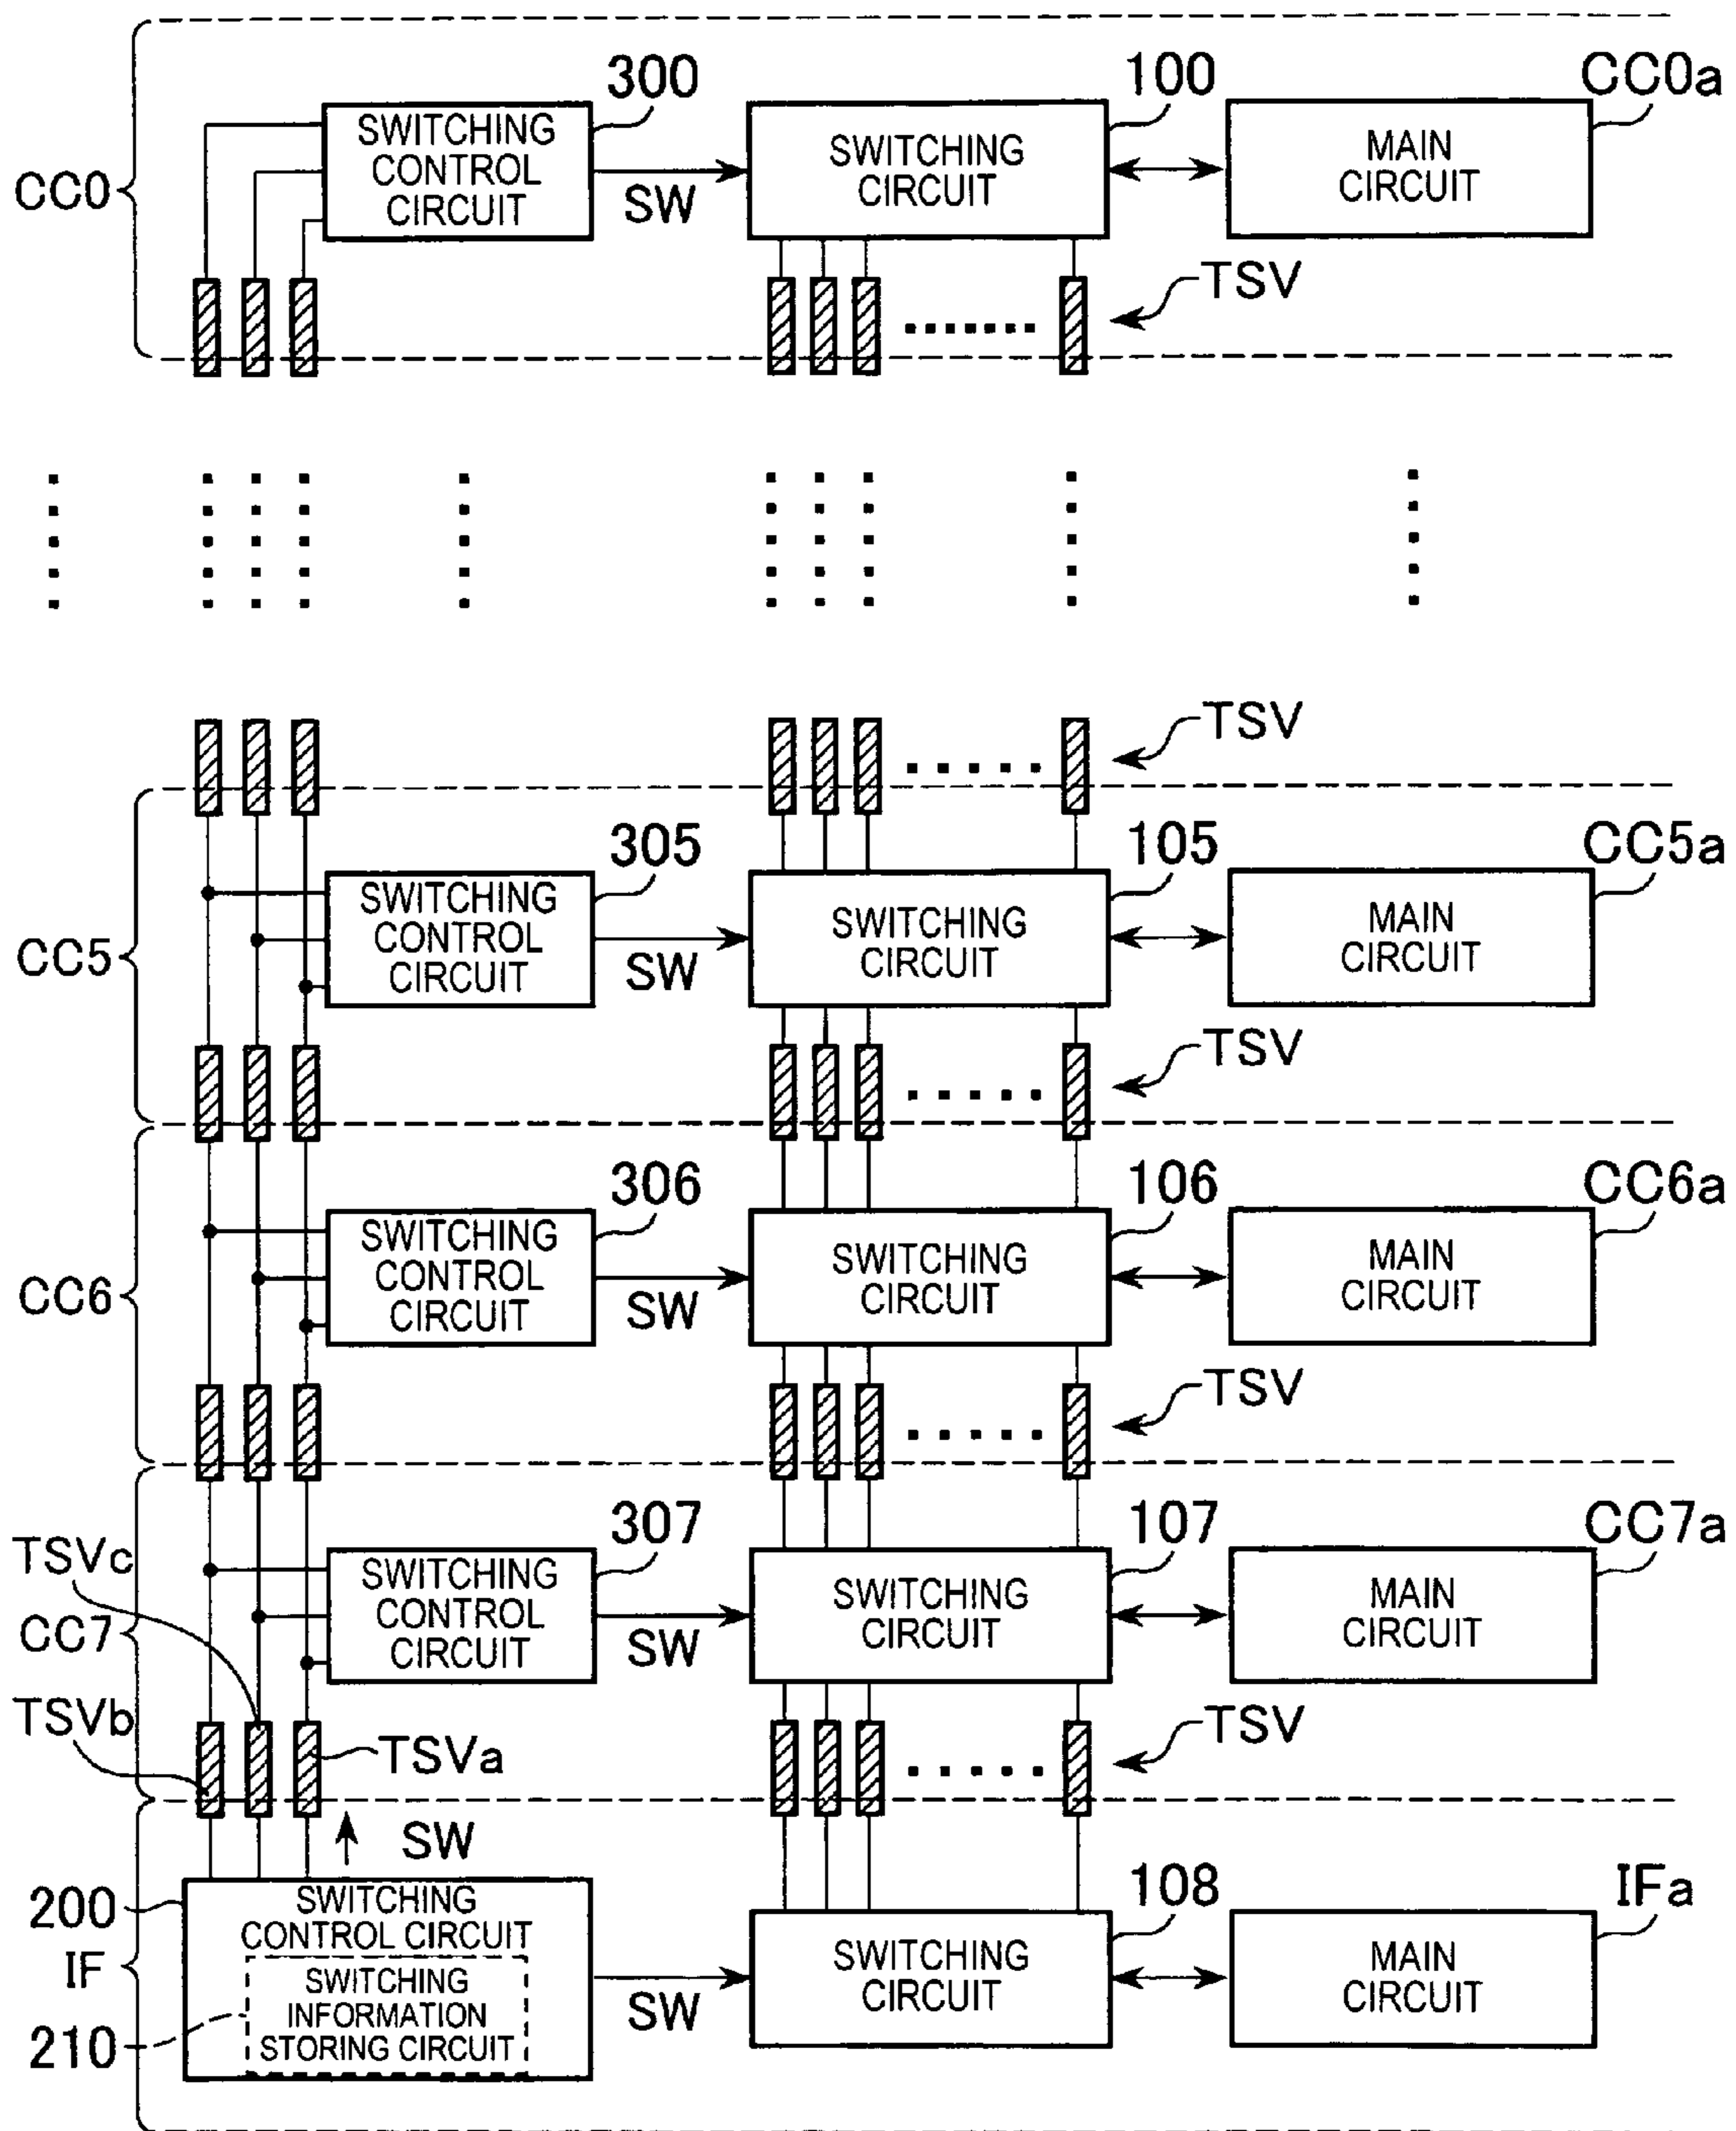 300
100
CC0a
SWITCHING
CONTROL
CIRCUIT
SWITCHING
CIRCUIT
MAIN
CIRCUIT
CC0
SW
TSV
TSV
305
105
CC5a
SWITCHING
CONTROL
CIRCUIT
SWITCHING
CIRCUIT
MAIN
CIRCUIT
CC5
SW
TSV
306
106
CC6a
SWITCHING
CONTROL
CIRCUIT
SWITCHING
CIRCUIT
MAIN
CIRCUIT
CC6
SW
TSV
307
107
CC7a
TSVc
SWITCHING
CONTROL
CIRCUIT
SWITCHING
CIRCUIT
MAIN
CIRCUIT
CC7
SW
TSVb
TSVa
TSV
SW
108
IFa
200
SWITCHING
CONTROL CIRCUIT
SWITCHING
CIRCUIT
MAIN
CIRCUIT
IF
SWITCHING
INFORMATION
STORING CIRCUIT
SW
210